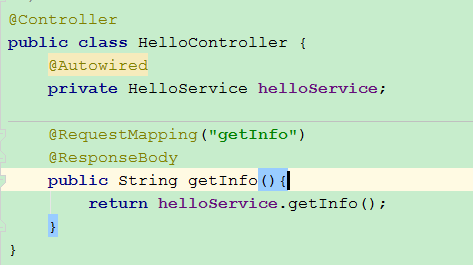 @Controller
public class HelloController {
@Autowired
private HelloService helloService;
@RequestMapping("getInfo")
@ResponseBody
public String getInfo(){
return helloService.getInfo();
}
}